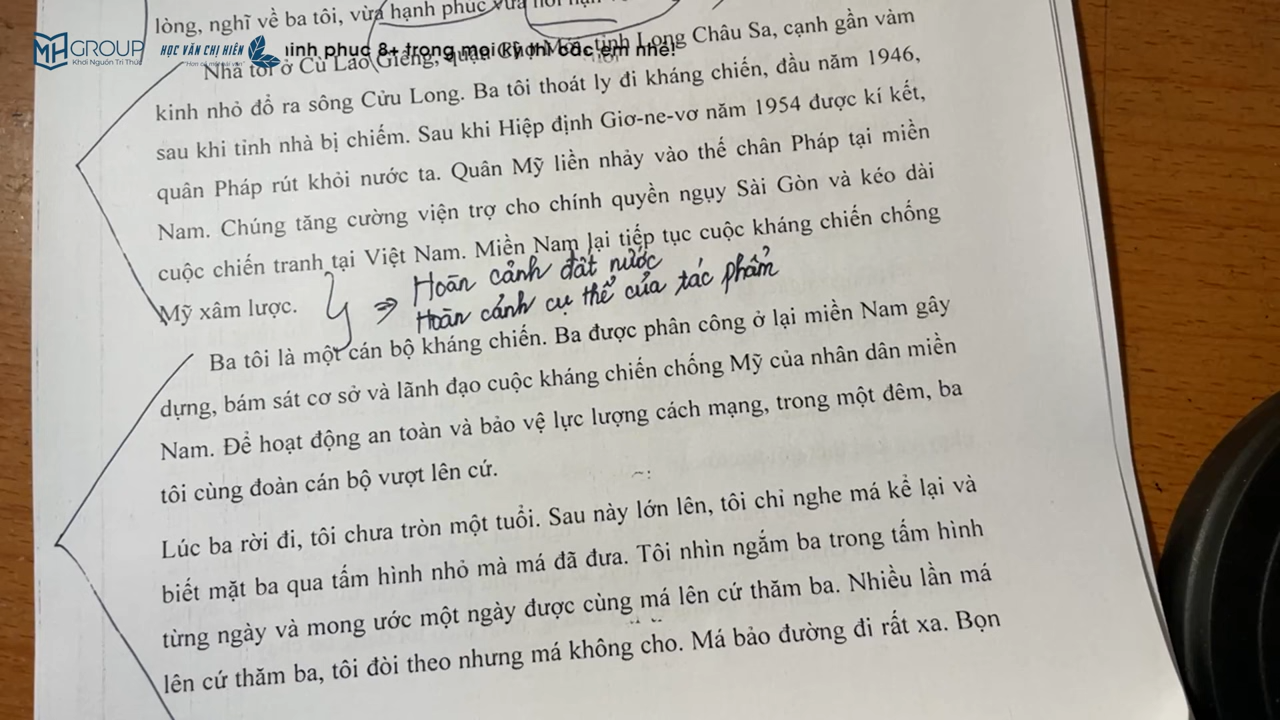 lòng, nghĩ về ba tôi, vừa hạnh phúc vừa
MH GROUP
Khơi Nguồn Tri Thức
HỌC VĂN CHỊ HIÊN
inh phục 8+ trong mọi kỳ thi các em nhé!
Nhà tôi ở Cù Lao Giêng, quận Chợ Mới, tỉnh Long Châu Sa, cạnh gần vàm
kinh nhỏ đổ ra sông Cửu Long. Ba tôi thoát ly đi kháng chiến, đầu năm 1946,
sau khi tỉnh nhà bị chiếm. Sau khi Hiệp định Giơ-ne-vơ năm 1954 được kí kết,
quân Pháp rút khỏi nước ta. Quân Mỹ liền nhảy vào thế chân Pháp tại miền
Nam. Chúng tăng cường viện trợ cho chính quyền ngụy Sài Gòn và kéo dài
cuộc chiến tranh tại Việt Nam. Miền Nam lại tiếp tục cuộc kháng chiến chống
Mỹ xâm lược.
⇒ Hoàn cảnh đất nước
Hoàn cảnh cụ thể của tác phẩm
Ba tôi là một cán bộ kháng chiến. Ba được phân công ở lại miền Nam gây
dựng, bám sát cơ sở và lãnh đạo cuộc kháng chiến chống Mỹ của nhân dân miền
Nam. Để hoạt động an toàn và bảo vệ lực lượng cách mạng, trong một đêm, ba
tôi cùng đoàn cán bộ vượt lên cứ.
Lúc ba rời đi, tôi chưa tròn một tuổi. Sau này lớn lên, tôi chỉ nghe má kể lại và
biết mặt ba qua tấm hình nhỏ mà má đã đưa. Tôi nhìn ngắm ba trong tấm hình
từng ngày và mong ước một ngày được cùng má lên cứ thăm ba. Nhiều lần má
lên cứ thăm ba, tôi đòi theo nhưng má không cho. Má bảo đường đi rất xa. Bọn